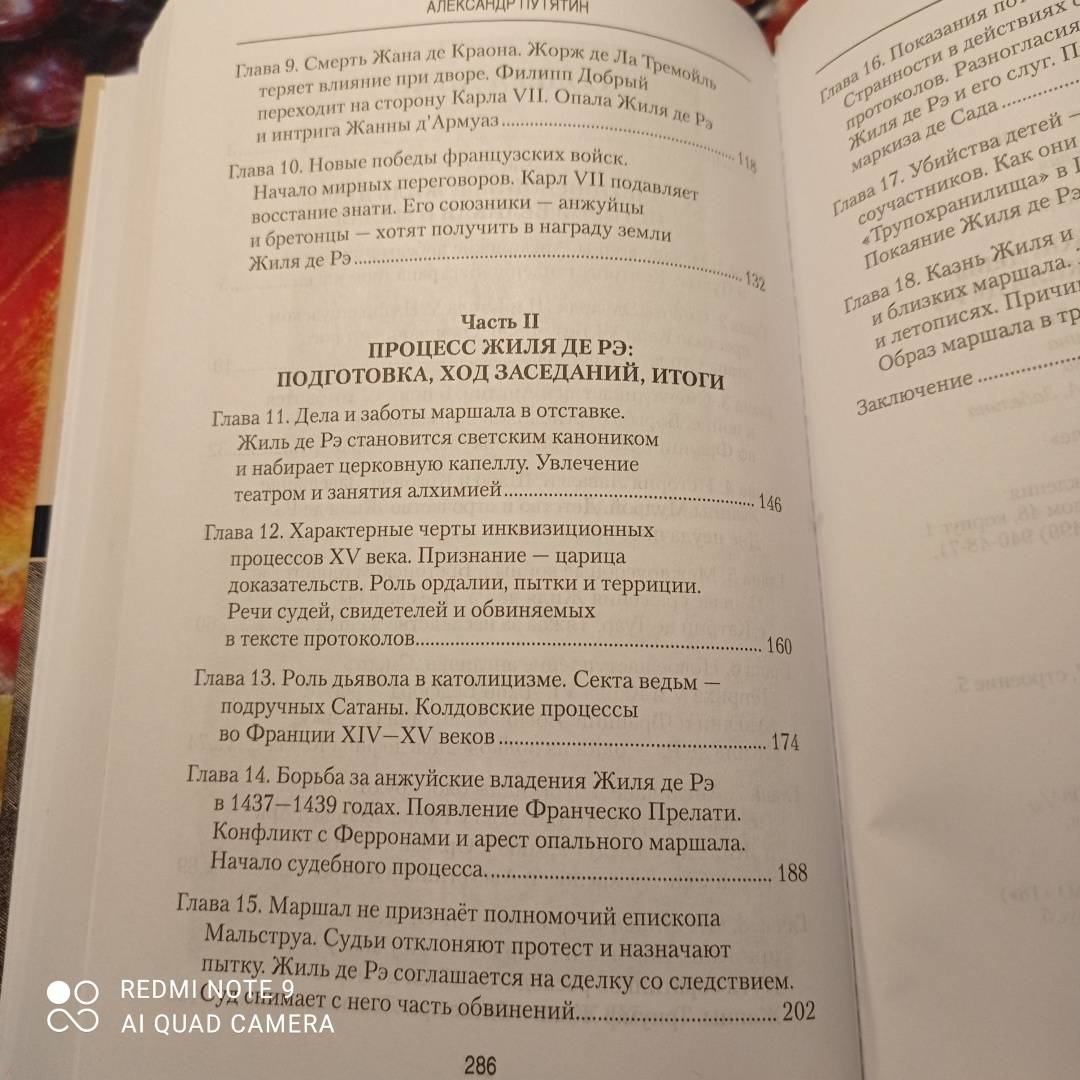 АЛЕКСАНДР ПУТЯТИН
Глава 9. Смерть Жана де Краона. Жорж де Ла Тремойль
теряет влияние при дворе. Филипп Добрый
переходит на сторону Карла VII. Опала Жиля де Рэ
и интрига Жанны д'Армуаз 118
Глава 10. Новые победы французских войск.
Начало мирных переговоров. Карл VII подавляет
восстание знати. Его союзники — анжуйцы
и бретонцы — хотят получить в награду земли
Жиля де Рэ 132
Часть II
ПРОЦЕСС ЖИЛЯ ДЕ РЭ:
ПОДГОТОВКА, ХОД ЗАСЕДАНИЙ, ИТОГИ
Глава 11. Дела и заботы маршала в отставке.
Жиль де Рэ становится светским каноником
и набирает церковную капеллу. Увлечение
театром и занятия алхимией 146
Глава 12. Характерные черты инквизиционных
процессов XV века. Признание — царица
доказательств. Роль ордалии, пытки и территции.
Речи судей, свидетелей и обвиняемых
в тексте протоколов 160
Глава 13. Роль дьявола в католицизме. Секта ведьм —
подручных Сатаны. Колдовские процессы
во Франции XIV—XV веков 174
Глава 14. Борьба за анжуйские владения Жиля де Рэ
в 1437—1439 годах. Появление Франческо Прелати.
Конфликт с Ферронами и арест опального маршала.
Начало судебного процесса. 188
Глава 15. Маршал не признаёт полномочий епископа
Мальструа. Судьи отклоняют протест и назначают
пытку. Жиль де Рэ соглашается на сделку со следствием.
Суд снимает с него часть обвинений 202
286
Глава 16. Показания
Странности в действиях
протоколов. Разногласия
Жиля де Рэ и его слуг.
маркиза де Сада
Глава 17. Убийства детей —
соучастников. Как они
«Трупохранилища» в
Покаяние Жиля де Рэ
Глава 18. Казнь Жиля и
и близких маршала.
и летописях.
Образ маршала в
Заключение
REDMI NOTE 9
AI QUAD CAMERA